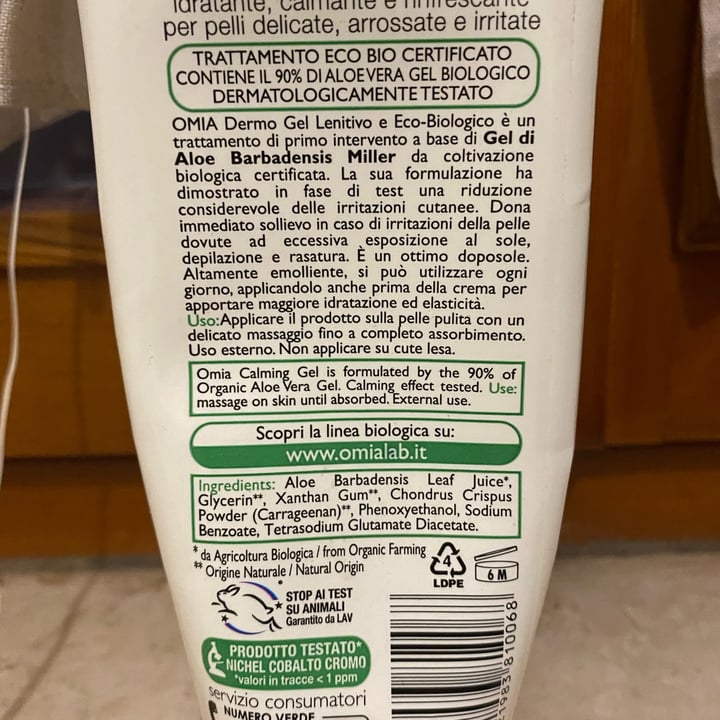 idratante, calmante e rinfrescante
per pelli delicate, arrossate e irritate
TRATTAMENTO ECO BIO CERTIFICATO
CONTIENE IL 90% DI ALOE VERA GEL BIOLOGICO
DERMATOLOGICAMENTE TESTATO
OMIA Dermo Gel Lenitivo e Eco-Biologico è un
trattamento di primo intervento a base di Gel di
Aloe Barbadensis Miller da coltivazione
biologica certificata. La sua formulazione ha
dimostrato in fase di test una riduzione
considerevole delle irritazioni cutanee. Dona
immediato sollievo in caso di irritazioni della pelle
dovute ad eccessiva esposizione al sole,
depilazione e rasatura. È un ottimo doposole.
Altamente emolliente, si può utilizzare ogni
giorno, applicandolo anche prima della crema per
apportare maggiore idratazione ed elasticità.
Uso:Applicare il prodotto sulla pelle pulita con un
delicato massaggio fino a completo assorbimento.
Uso esterno. Non applicare su cute lesa.
Omia Calming Gel is formulated by the 90% of
Organic Aloe Vera Gel. Calming effect tested. Use:
massage on skin until absorbed. External use.
Scopri la linea biologica su:
www.omialab.it
Ingredients: Aloe Barbadensis Leaf Juice*,
Glycerin**, Xanthan Gum**, Chondrus Crispus
Powder (Carrageenan)**, Phenoxyethanol, Sodium
Benzoate, Tetrasodium Glutamate Diacetate.
* da Agricoltura Biologica / from Organic Farming
** Origine Naturale / Natural Origin
4
LDPE
6 M
STOP AI TEST
SU ANIMALI
Garantito da LAV
PRODOTTO TESTATO*
NICHEL COBALTO CROMO
*valori in tracce < 1 ppm
servizio consumatori
NUMERO VERDE
1983 810068